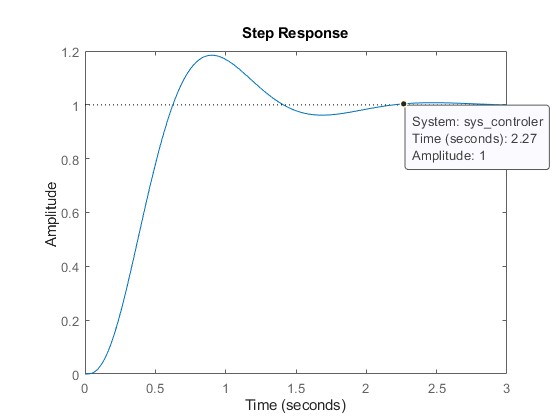 Step Response
1.2
1
0.8
0.6
0.4
0.2
0
Amplitude
System: sys_controler
Time (seconds): 2.27
Amplitude: 1
0 0.5 1 1.5 2 2.5 3
Time (seconds)